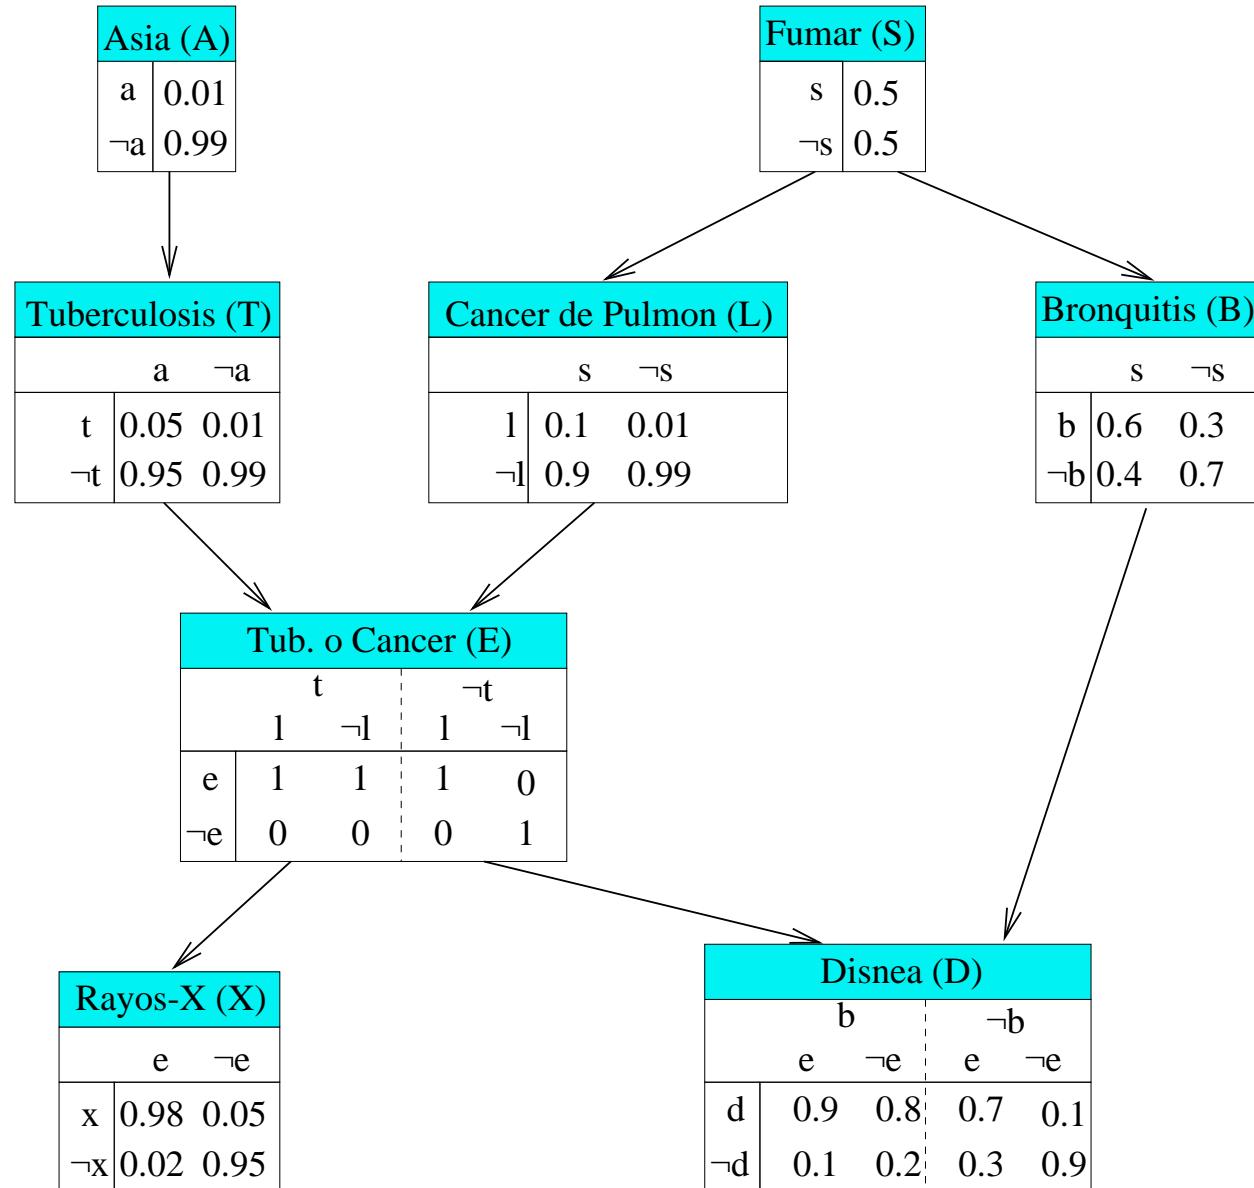 Asia (A)
a 0.01
¬a 0.99
Fumar (S)
s 0.5
¬s 0.5
Tuberculosis (T)
a ¬a
t 0.05 0.01
¬t 0.95 0.99
Cancer de Pulmon (L)
s ¬s
l 0.1 0.01
¬l 0.9 0.99
Bronquitis (B)
s ¬s
b 0.6 0.3
¬b 0.4 0.7
Tub. o Cancer (E)
t ¬t
l ¬l l ¬l
e 1 1 1 0
¬e 0 0 0 1
Rayos-X (X)
e ¬e
x 0.98 0.05
¬x 0.02 0.95
Disnea (D)
b ¬b
e ¬e e ¬e
d 0.9 0.8 0.7 0.1
¬d 0.1 0.2 0.3 0.9